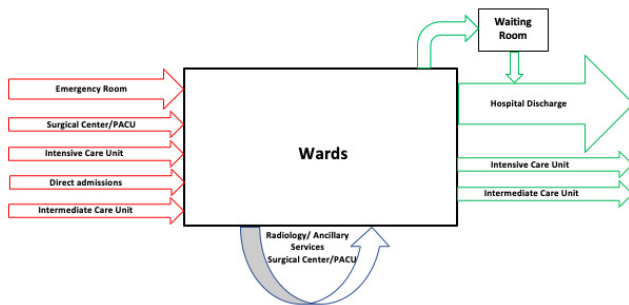 Waiting
Room
Emergency Room
Hospital Discharge
Surgical Center/PACU
Intensive Care Unit
Wards
Intensive Care Unit
Direct admissions
Intermediate Care Unit
Intermediate Care Unit
Radiology/ Ancillary
Services
Surgical Center/PACU